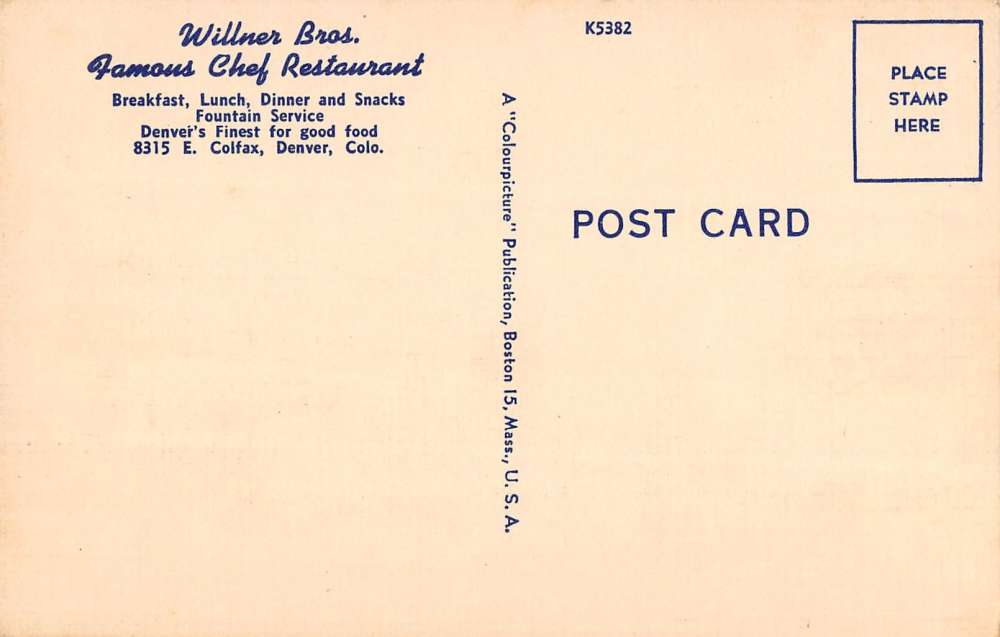 Willner Bros.
Famous Chef Restaurant
Breakfast, Lunch, Dinner and Snacks
Fountain Service
Denver's Finest for good food
8315 E. Colfax, Denver, Colo.
A "Colourpicture" Publication, Boston 15, Mass., U. S. A.
K5382
PLACE
STAMP
HERE
POST CARD